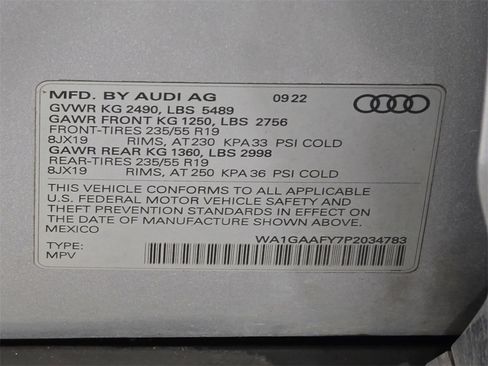 MFD. BY AUDI AG 09 22
GVWR KG 2490, LBS 5489
GAWR FRONT KG 1250, LBS 2756
FRONT-TIRES 235/55 R19
8JX19 RIMS, AT 230 KPA 33 PSI COLD
GAWR REAR KG 1360, LBS 2998
REAR-TIRES 235/55 R19
8JX19 RIMS, AT 250 KPA 36 PSI COLD
THIS VEHICLE CONFORMS TO ALL APPLICABLE
U.S. FEDERAL MOTOR VEHICLE SAFETY AND
THEFT PREVENTION STANDARDS IN EFFECT ON
THE DATE OF MANUFACTURE SHOWN ABOVE.
MEXICO
WA1GAAFY7P2034783
TYPE:
MPV